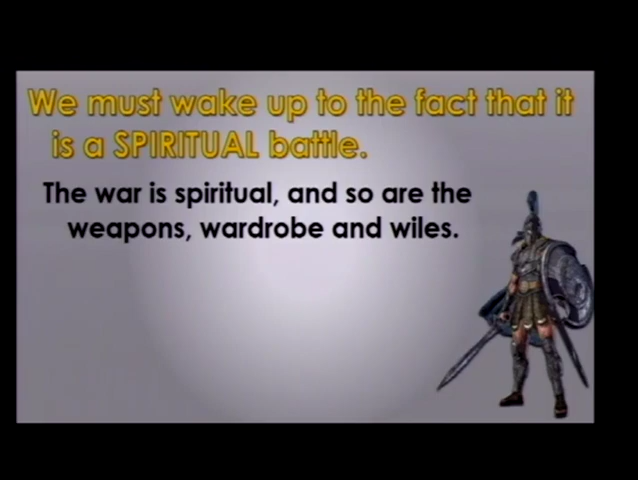 We must wake up to the fact that it
is a SPIRITUAL battle.
The war is spiritual, and so are the
weapons, wardrobe and wiles.